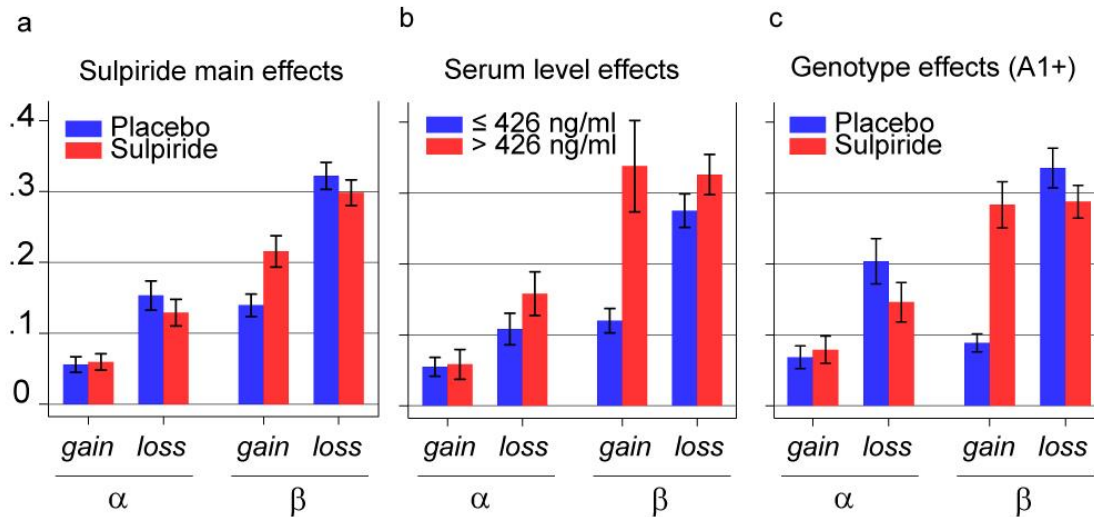 a
Sulpiride main effects
.4
.3
.2
.1
0
Placebo
Sulpiride
gain loss gain loss
α β
b
Serum level effects
≤ 426 ng/ml
> 426 ng/ml
gain loss gain loss
α β
c
Genotype effects (A1+)
Placebo
Sulpiride
gain loss gain loss
α β